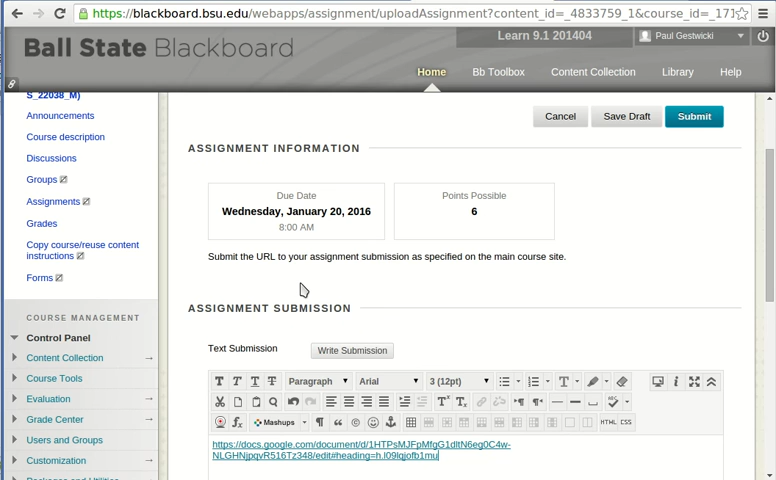 https://blackboard.bsu.edu/webapps/assignment/uploadAssignment?content_id=_4833759_1&course_id=_171
Learn 9.1 201404
Paul Gestwicki
Ball State Blackboard
Home
Bb Toolbox
Content Collection
Library
Help
S_22038_M)
Announcements
Course description
Discussions
Groups
Assignments
Grades
Copy course/reuse content
instructions
Forms
COURSE MANAGEMENT
Control Panel
Content Collection
Course Tools
Evaluation
Grade Center
Users and Groups
Customization
Packages and Utilities
Cancel
Save Draft
Submit
ASSIGNMENT INFORMATION
Due Date
Wednesday, January 20, 2016
8:00 AM
Points Possible
6
Submit the URL to your assignment submission as specified on the main course site.
ASSIGNMENT SUBMISSION
Text Submission
Write Submission
T T T T Paragraph Arial 3 (12pt)
Mashups
HTML CSS
https://docs.google.com/document/d/1HTPsMJFpMfgG1dltN6eg0C4w-
NLGHNjpqvR516Tz348/edit#heading=h.l09lqjofb1mu